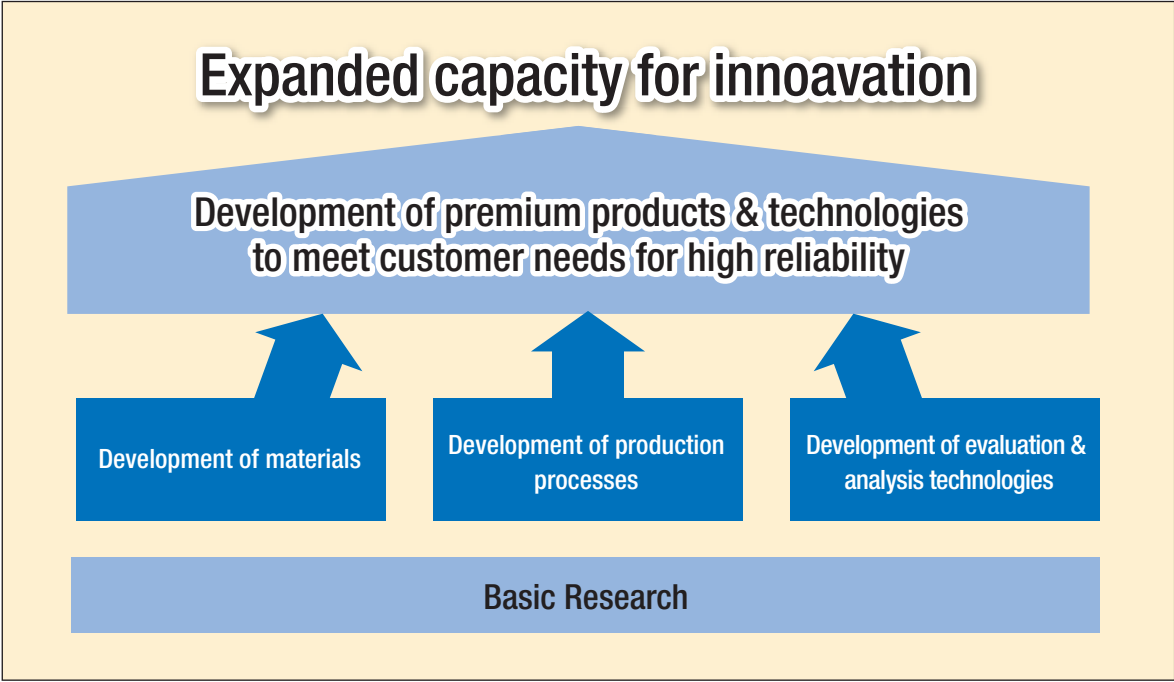 Expanded capacity for innoavation
Development of premium products & technologies
to meet customer needs for high reliability
Development of materials
Development of production
processes
Development of evaluation &
analysis technologies
Basic Research